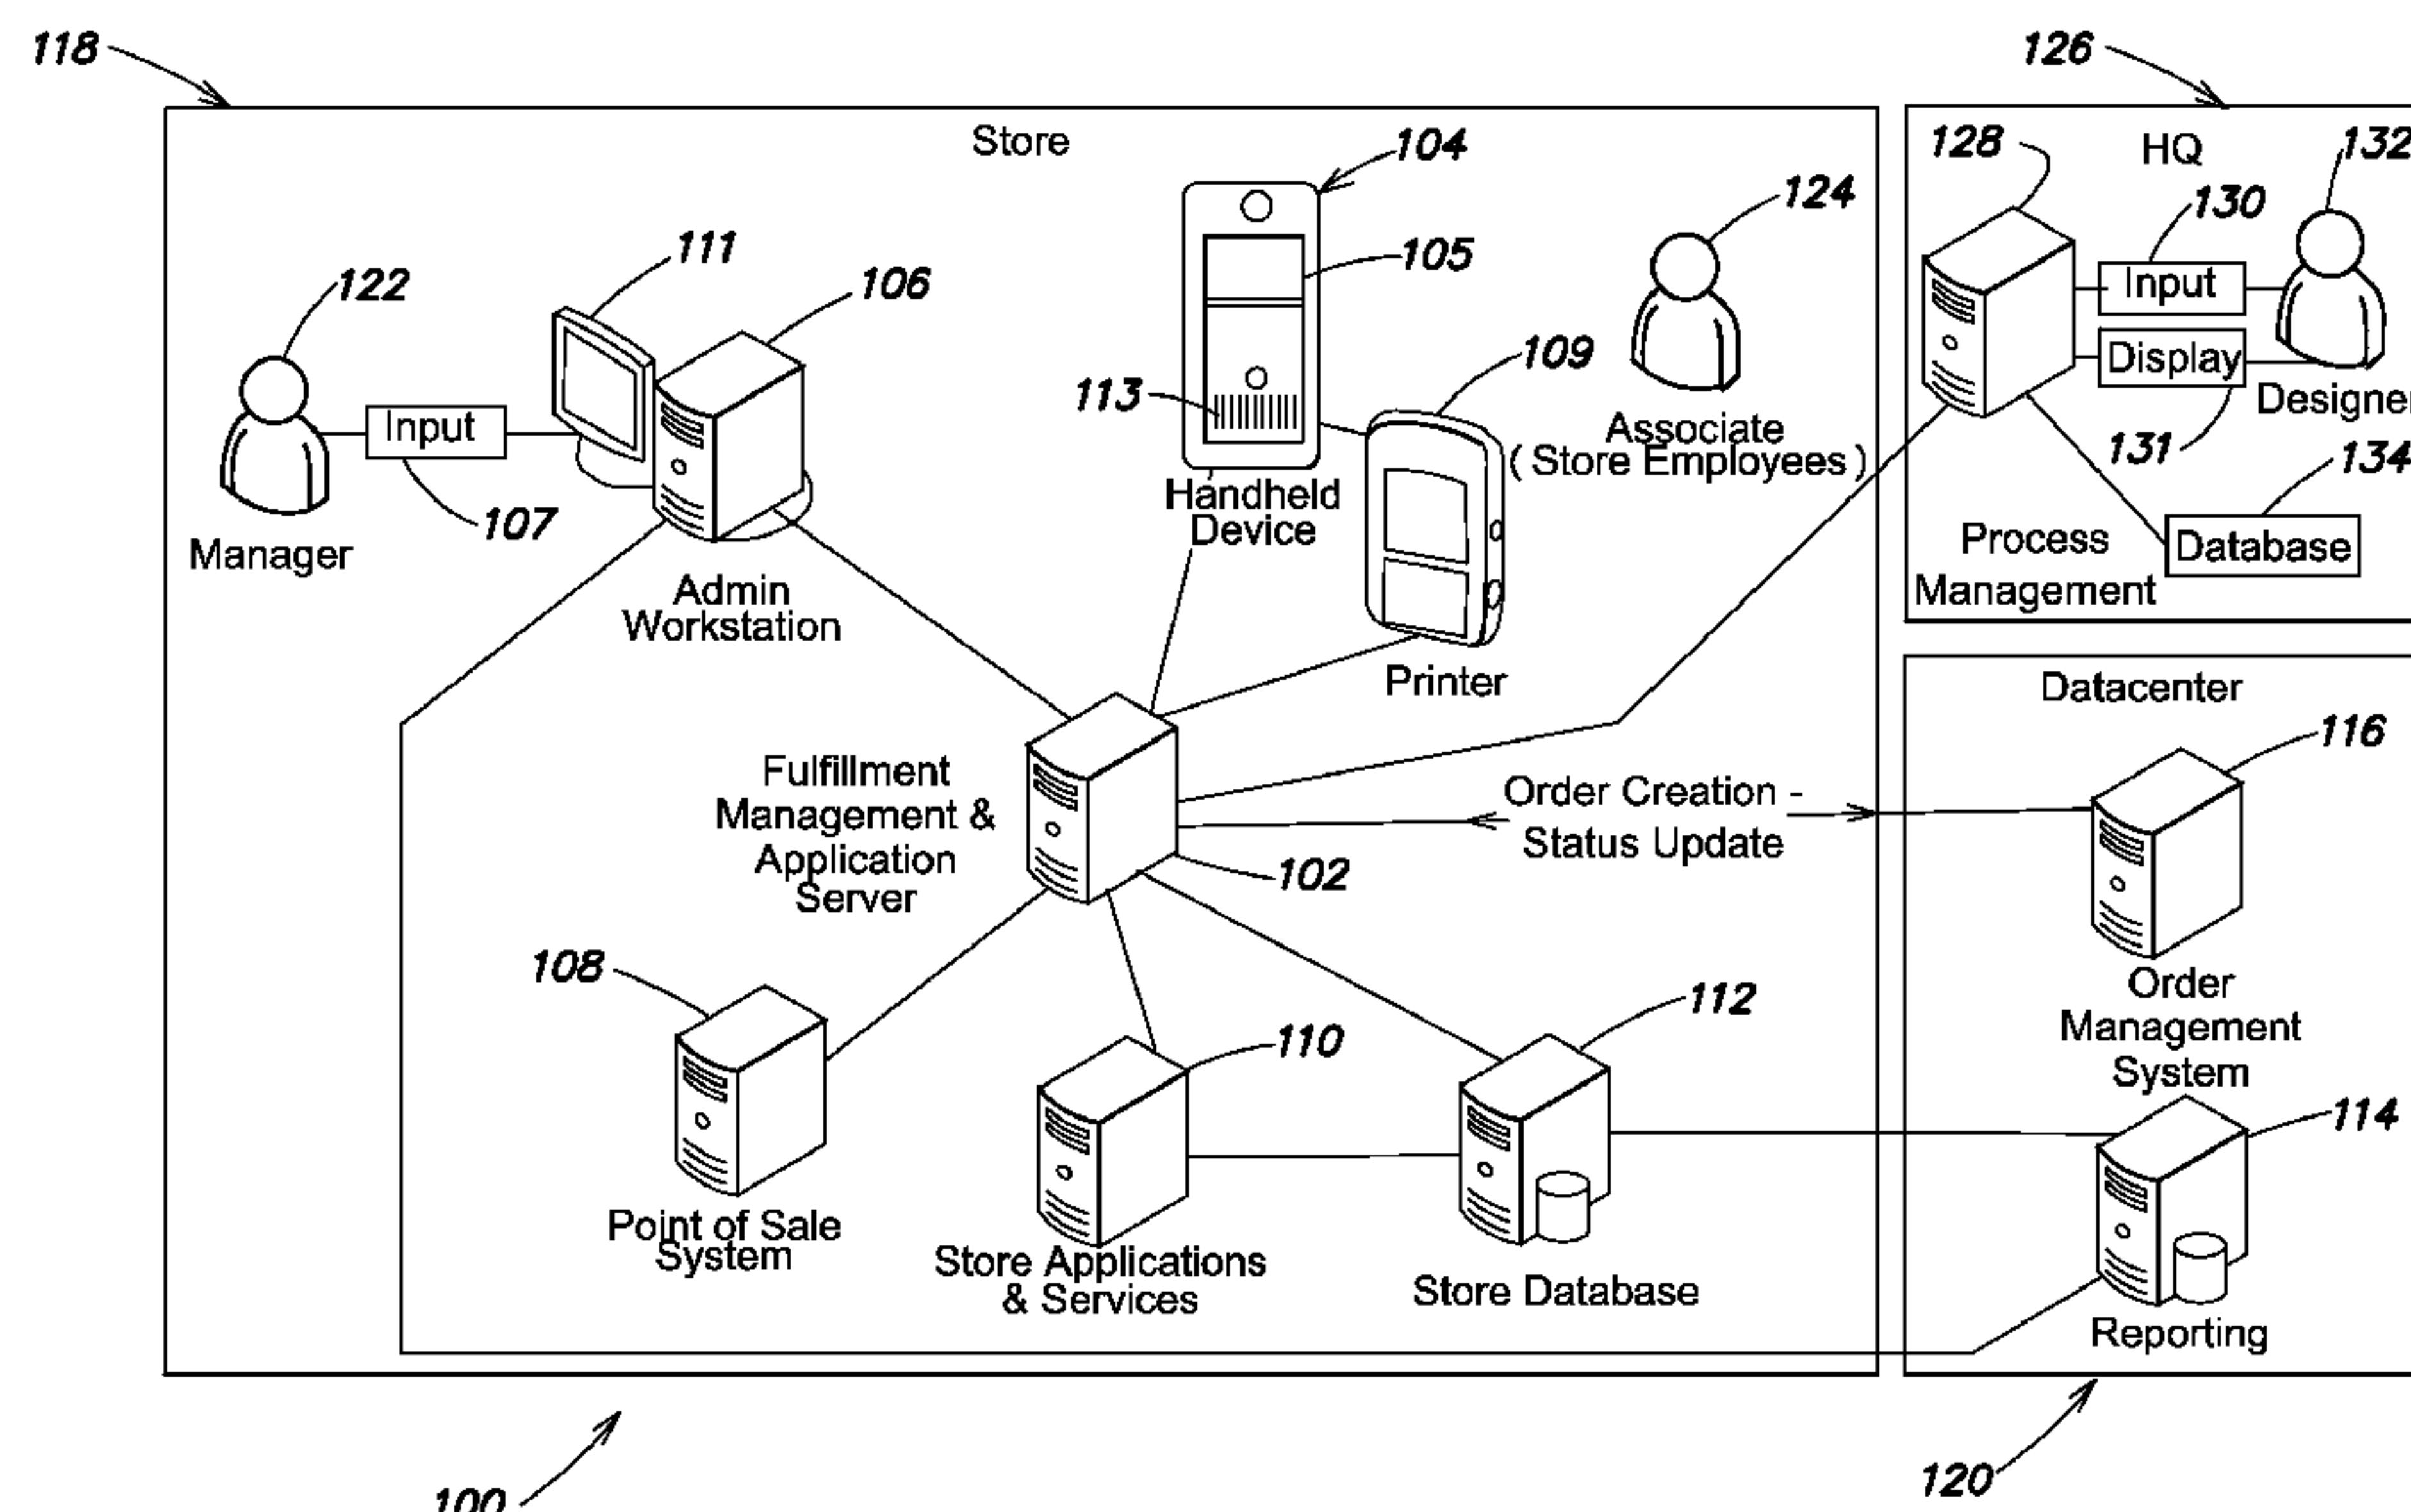 118
126
Store
104
128
HQ
132
124
130
111
105
122
106
Input
109
Display
113
Input
Designer
Associate
( Store Employees )
131
134
Handheld
Device
107
Manager
Process
Management
Database
Admin
Workstation
Printer
Datacenter
116
Fulfillment
Management &
Application
Server
Order Creation -
Status Update
102
108
Order
Management
System
112
110
114
Point of Sale
System
Store Applications
& Services
Store Database
Reporting
100
120